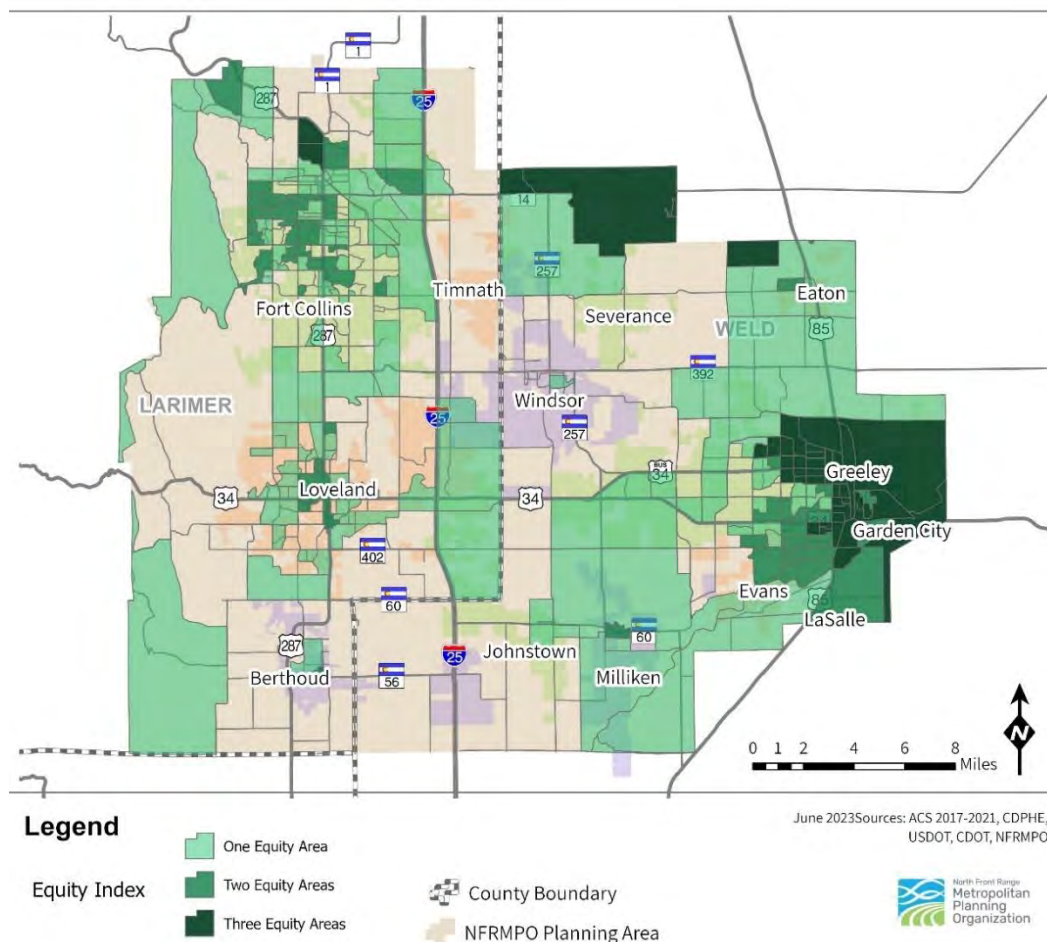 1
1
287
25
14
257
Timnath
Eaton
Fort Collins
Severance
WELD
287
85
392
LARIMER
Windsor
25
257
BUS
34
Greeley
Loveland
34
34
Garden City
402
Evans
60
85
LaSalle
60
287
25
Johnstown
Berthoud
56
Milliken
N
0 1 2 4 6 8
Miles
Legend
June 2023Sources: ACS 2017-2021, CDPHE,
USDOT, CDOT, NFRMPO
Equity Index
One Equity Area
Two Equity Areas
Three Equity Areas
County Boundary
NFRMPO Planning Area
North Front Range
Metropolitan
Planning
Organization